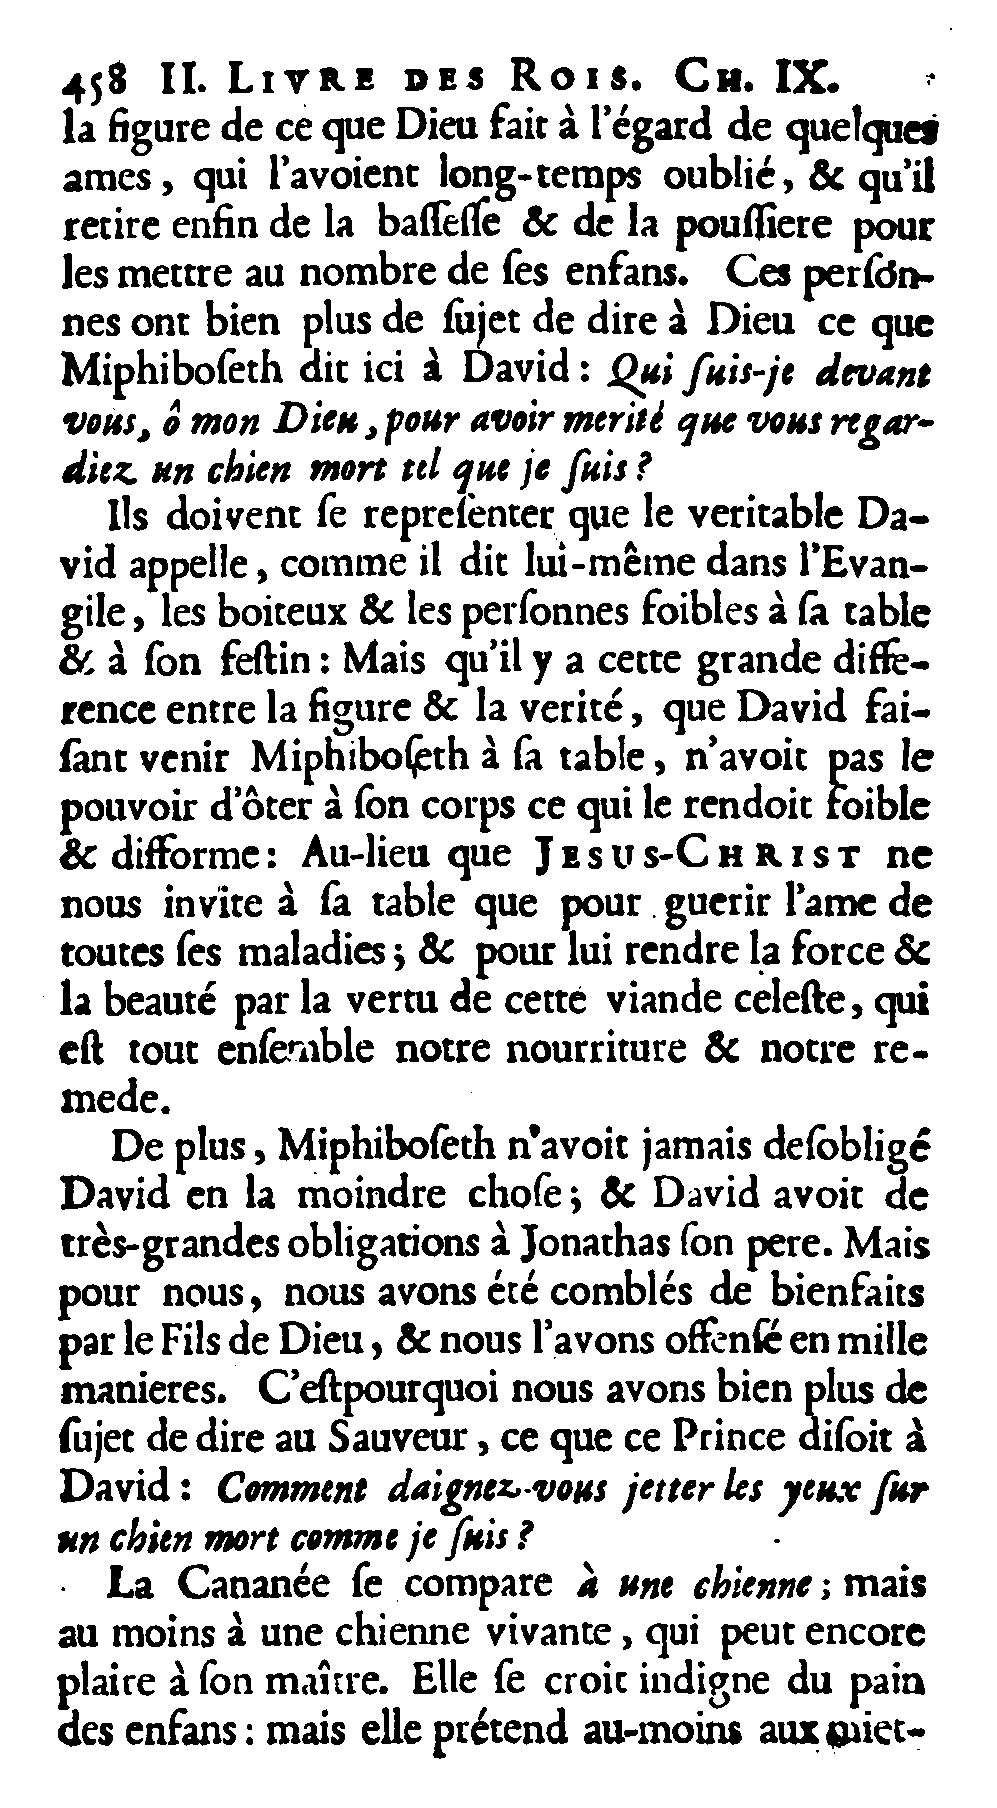 458 II. LIVRE DES ROIS. CH. IX.
la figure de ce que Dieu fait à l'égard de quelques
ames, qui l'avoient long-temps oublié, & qu'il
retire enfin de la baſſeſſe & de la pouſſiere pour
les mettre au nombre de ſes enfans. Ces perſon-
nes ont bien plus de ſujet de dire à Dieu ce que
Miphiboſeth dit ici à David : Qui ſuis-je devant
vous, ô mon Dieu, pour avoir merité que vous regar-
diez un chien mort tel que je ſuis ?
Ils doivent ſe repreſenter que le veritable Da-
vid appelle, comme il dit lui-même dans l'Evan-
gile, les boiteux & les perſonnes foibles à ſa table
& à ſon feſtin : Mais qu'il y a cette grande diffe-
rence entre la figure & la verité, que David fai-
ſant venir Miphiboſeth à ſa table, n'avoit pas le
pouvoir d'ôter à ſon corps ce qui le rendoit foible
& difforme : Au-lieu que JESUS-CHRIST ne
nous invite à ſa table que pour guerir l'ame de
toutes ſes maladies ; & pour lui rendre la force &
la beauté par la vertu de cette viande celeſte, qui
eſt tout enſemble notre nourriture & notre re-
mede.
De plus, Miphiboſeth n'avoit jamais deſobligé
David en la moindre choſe ; & David avoit de
très-grandes obligations à Jonathas ſon pere. Mais
pour nous, nous avons été comblés de bienfaits
par le Fils de Dieu, & nous l'avons offenſé en mille
manieres. C'eſtpourquoi nous avons bien plus de
ſujet de dire au Sauveur, ce que ce Prince diſoit à
David : Comment daignez-vous jetter les yeux ſur
un chien mort comme je ſuis ?
La Cananée ſe compare à une chienne ; mais
au moins à une chienne vivante, qui peut encore
plaire à ſon maître. Elle ſe croit indigne du pain
des enfans : mais elle prétend au-moins aux miet-